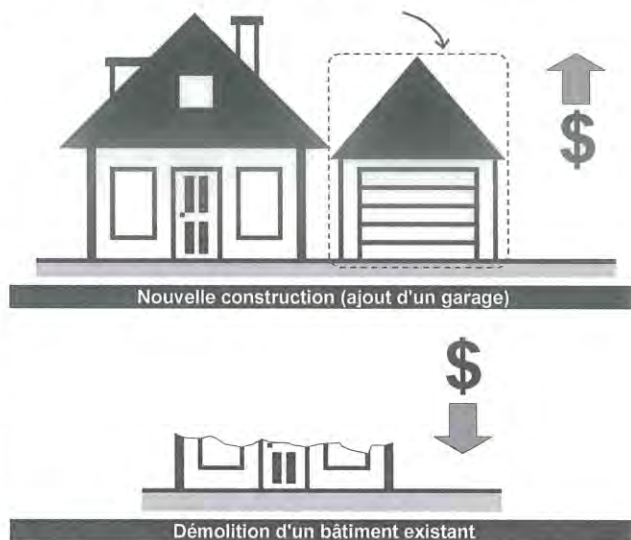 $
Nouvelle construction (ajout d'un garage)
$
Démolition d'un bâtiment existant